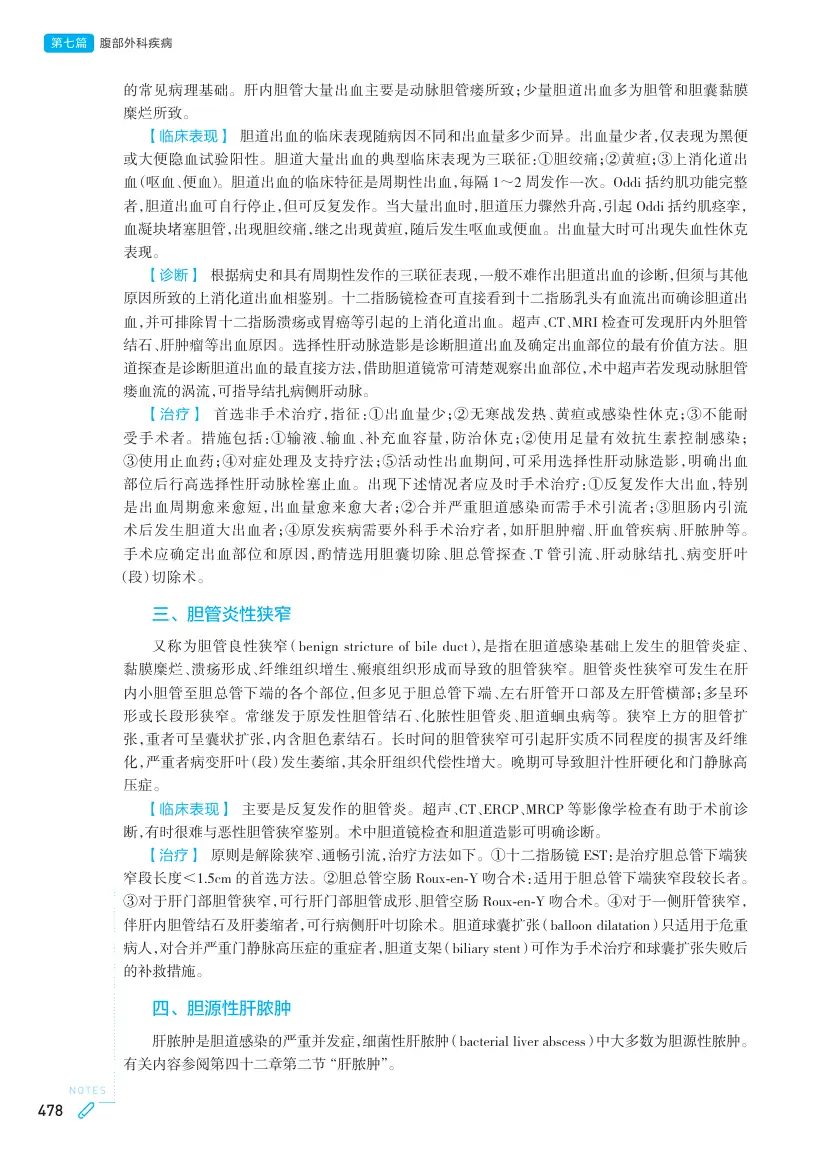 第七篇 腹部外科疾病
的常见病理基础。肝内胆管大量出血主要是动脉胆管瘘所致；少量胆道出血多为胆管和胆囊黏膜
糜烂所致。
【临床表现】 胆道出血的临床表现随病因不同和出血量多少而异。出血量少者，仅表现为黑便
或大便隐血试验阳性。胆道大量出血的典型临床表现为三联征：①胆绞痛；②黄疸；③上消化道出
血（呕血、便血）。胆道出血的临床特征是周期性出血，每隔 1～2 周发作一次。Oddi 括约肌功能完整
者，胆道出血可自行停止，但可反复发作。当大量出血时，胆道压力骤然升高，引起 Oddi 括约肌痉挛，
血凝块堵塞胆管，出现胆绞痛，继之出现黄疸，随后发生呕血或便血。出血量大时可出现失血性休克
表现。
【诊断】 根据病史和具有周期性发作的三联征表现，一般不难作出胆道出血的诊断，但须与其他
原因所致的上消化道出血相鉴别。十二指肠镜检查可直接看到十二指肠乳头有血流出而确诊胆道出
血，并可排除胃十二指肠溃疡或胃癌等引起的上消化道出血。超声、CT、MRI 检查可发现肝内外胆管
结石、肝肿瘤等出血原因。选择性肝动脉造影是诊断胆道出血及确定出血部位的最有价值方法。胆
道探查是诊断胆道出血的最直接方法，借助胆道镜常可清楚观察出血部位，术中超声若发现动脉胆管
瘘血流的涡流，可指导结扎病侧肝动脉。
【治疗】 首选非手术治疗，指征：①出血量少；②无寒战发热、黄疸或感染性休克；③不能耐
受手术者。措施包括：①输液、输血、补充血容量，防治休克；②使用足量有效抗生素控制感染；
③使用止血药；④对症处理及支持疗法；⑤活动性出血期间，可采用选择性肝动脉造影，明确出血
部位后行高选择性肝动脉栓塞止血。出现下述情况者应及时手术治疗：①反复发作大出血，特别
是出血周期愈来愈短，出血量愈来愈大者；②合并严重胆道感染而需手术引流者；③胆肠内引流
术后发生胆道大出血者；④原发疾病需要外科手术治疗者，如肝胆肿瘤、肝血管疾病、肝脓肿等。
手术应确定出血部位和原因，酌情选用胆囊切除、胆总管探查、T 管引流、肝动脉结扎、病变肝叶
（段）切除术。
三、胆管炎性狭窄
又称为胆管良性狭窄（benign stricture of bile duct），是指在胆道感染基础上发生的胆管炎症、
黏膜糜烂、溃疡形成、纤维组织增生、瘢痕组织形成而导致的胆管狭窄。胆管炎性狭窄可发生在肝
内小胆管至胆总管下端的各个部位，但多见于胆总管下端、左右肝管开口部及左肝管横部；多呈环
形或长段形狭窄。常继发于原发性胆管结石、化脓性胆管炎、胆道蛔虫病等。狭窄上方的胆管扩
张，重者可呈囊状扩张，内含胆色素结石。长时间的胆管狭窄可引起肝实质不同程度的损害及纤维
化，严重者病变肝叶（段）发生萎缩，其余肝组织代偿性增大。晚期可导致胆汁性肝硬化和门静脉高
压症。
【临床表现】 主要是反复发作的胆管炎。超声、CT、ERCP、MRCP 等影像学检查有助于术前诊
断，有时很难与恶性胆管狭窄鉴别。术中胆道镜检查和胆道造影可明确诊断。
【治疗】 原则是解除狭窄、通畅引流，治疗方法如下。①十二指肠镜 EST：是治疗胆总管下端狭
窄段长度＜1.5cm 的首选方法。②胆总管空肠 Roux-en-Y 吻合术：适用于胆总管下端狭窄段较长者。
③对于肝门部胆管狭窄，可行肝门部胆管成形、胆管空肠 Roux-en-Y 吻合术。④对于一侧肝管狭窄，
伴肝内胆管结石及肝萎缩者，可行病侧肝叶切除术。胆道球囊扩张（balloon dilatation）只适用于危重
病人，对合并严重门静脉高压症的重症者，胆道支架（biliary stent）可作为手术治疗和球囊扩张失败后
的补救措施。
四、胆源性肝脓肿
肝脓肿是胆道感染的严重并发症，细菌性肝脓肿（bacterial liver abscess）中大多数为胆源性脓肿。
有关内容参阅第四十二章第二节“肝脓肿”。
NOTES
478